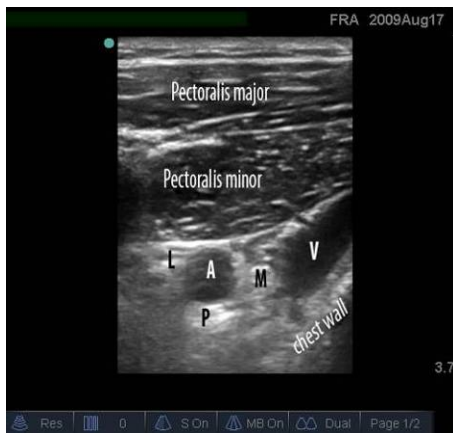 FRA 2009Aug17
Pectoralis major
Pectoralis minor
L
A
M
V
P
chest wall
3.7
Res 0 S On MB On Dual Page 1/2